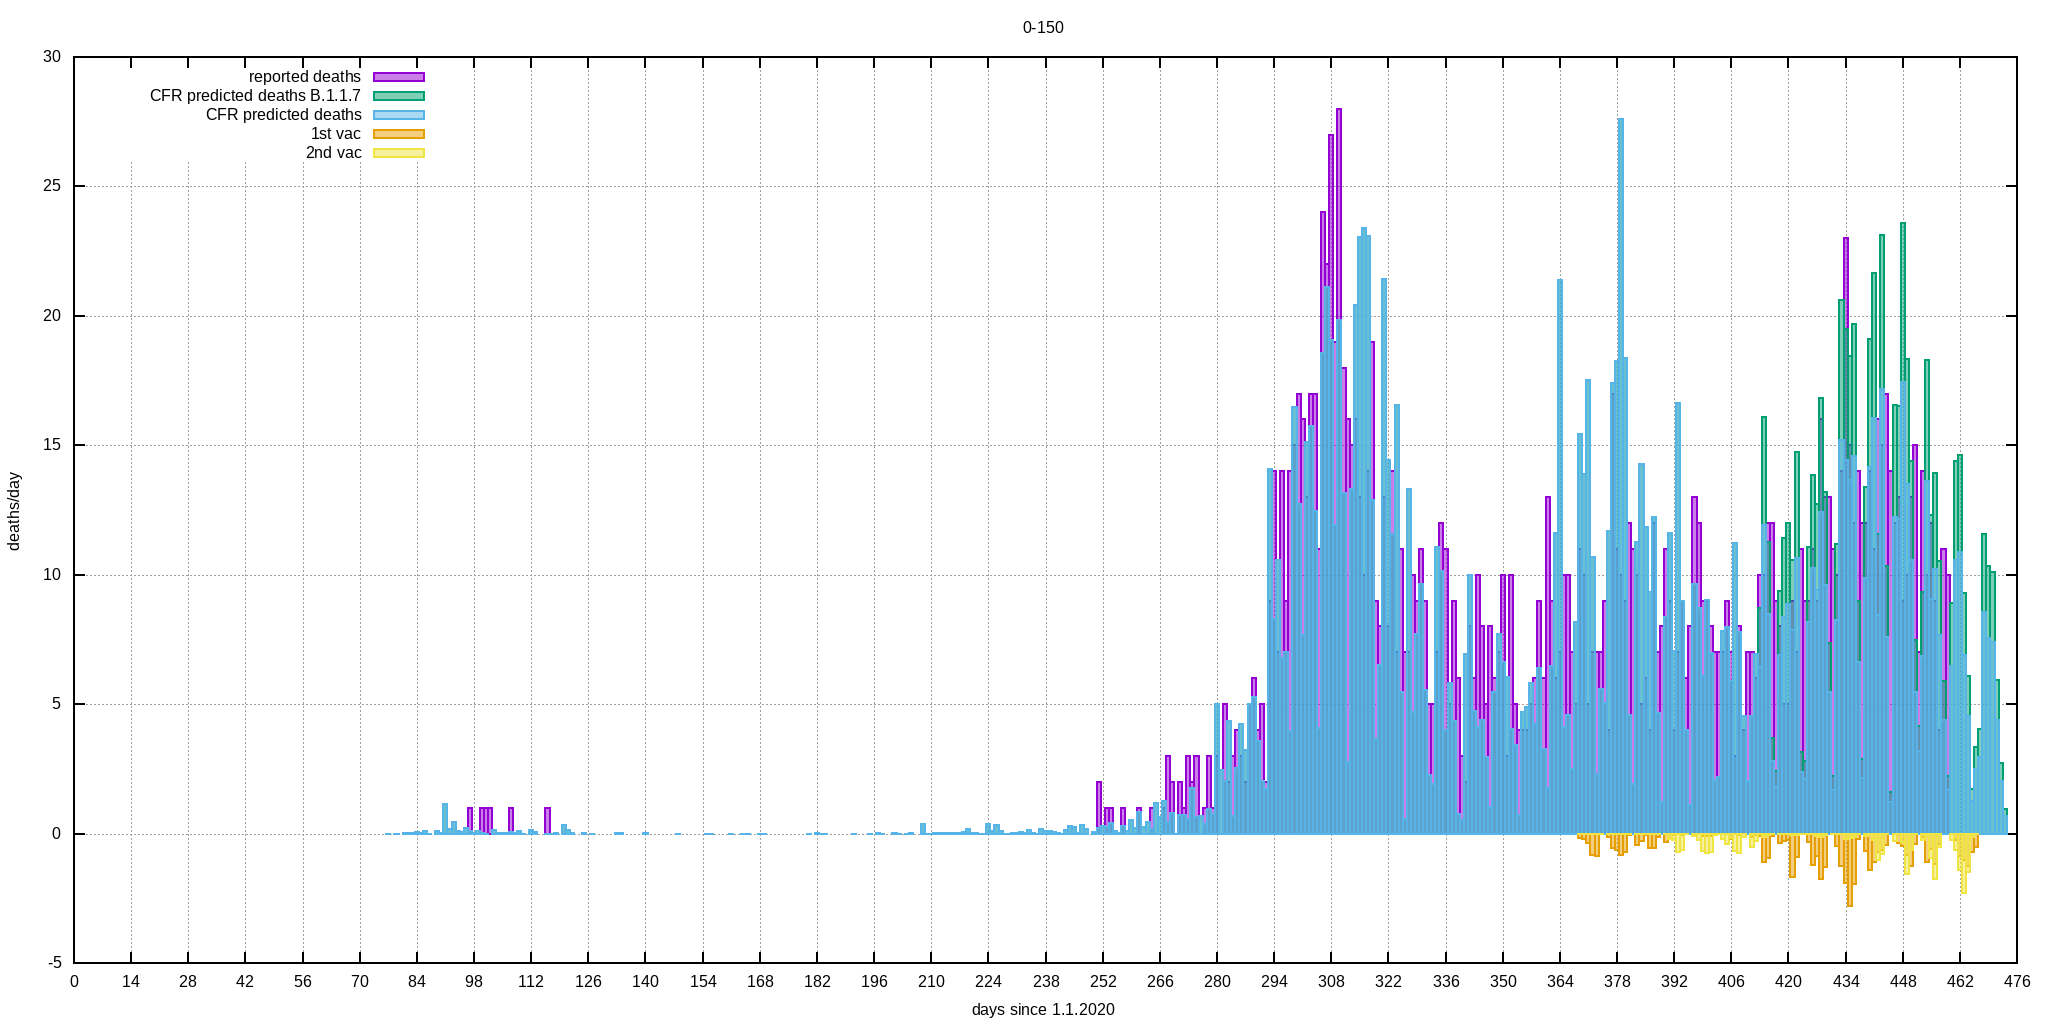 0-150
30
25
20
15
10
5
0
-5
deaths/day
reported deaths
CFR predicted deaths B.1.1.7
CFR predicted deaths
1st vac
2nd vac
0 14 28 42 56 70 84 98 112 126 140 154 168 182 196 210 224 238 252 266 280 294 308 322 336 350 364 378 392 406 420 434 448 462 476
days since 1.1.2020